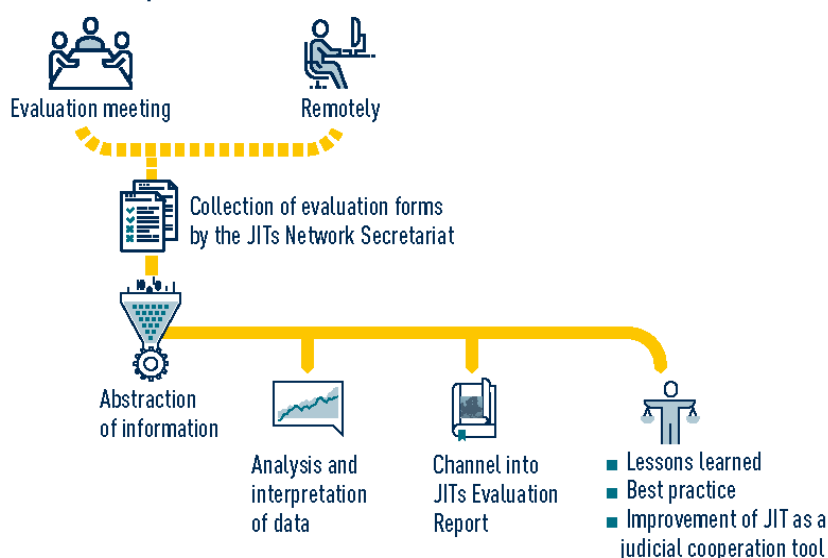 Evaluation meeting
Remotely
Collection of evaluation forms
by the JITs Network Secretariat
Abstraction
of information
Analysis and
interpretation
of data
Channel into
JITs Evaluation
Report
Lessons learned
Best practice
Improvement of JIT as a
judicial cooperation tool